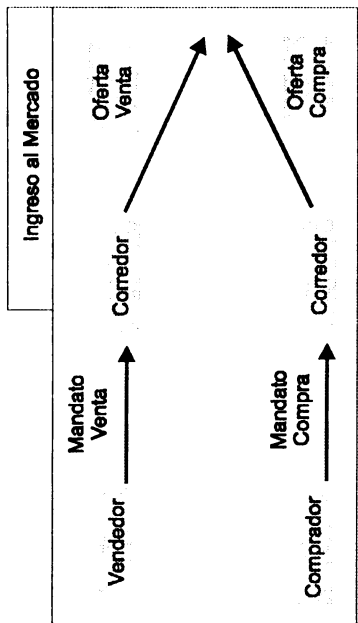 Ingreso al Mercado
Oferta
Venta
Corredor
Mandato
Venta
Vendedor
Oferta
Compra
Corredor
Mandato
Compra
Comprador